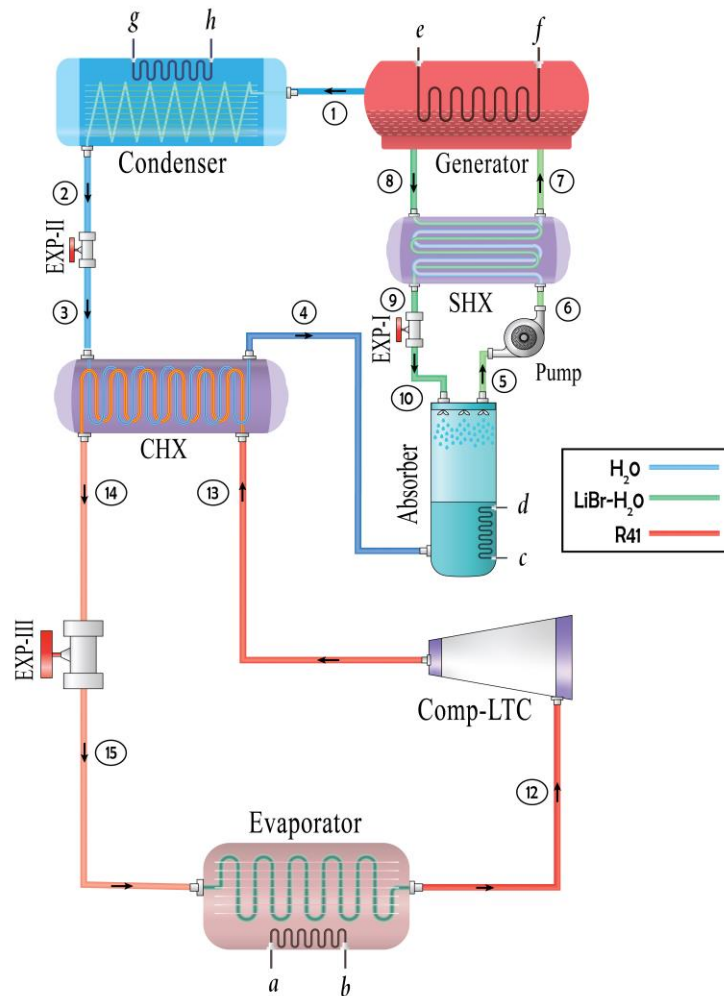 g h
e f
1
Condenser
Generator
2
8
7
EXP-II
SHX
3
4
9
6
EXP-I
Pump
10
5
CHX
14
13
Absorber
d
c
H₂O
LiBr-H₂O
R41
EXP-III
Comp-LTC
15
12
Evaporator
a b